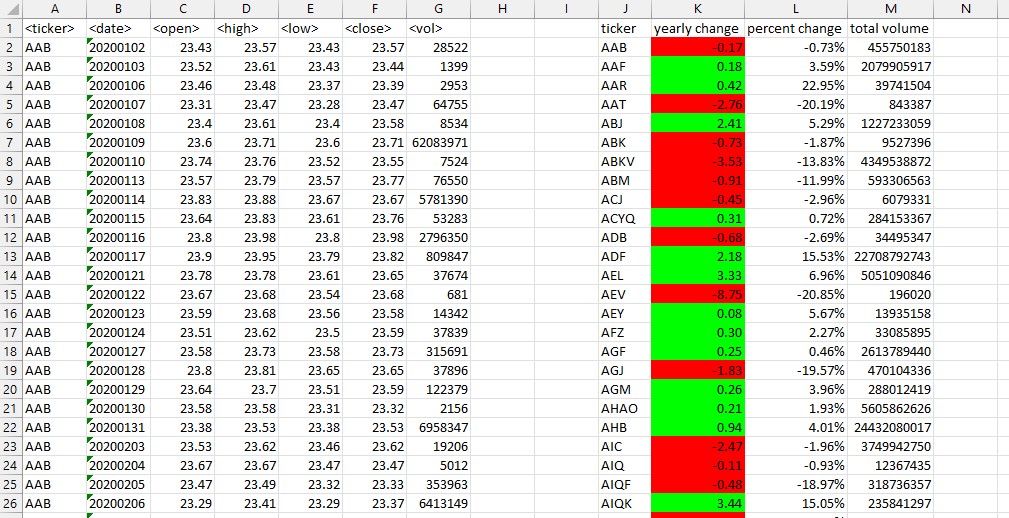 A B C D E F G H I J K L M N
1 <ticker> <date> <open> <high> <low> <close> <vol> ticker yearly change percent change total volume
2 AAB 20200102 23.43 23.57 23.43 23.57 28522 AAB -0.17 -0.73% 455750183
3 AAB 20200103 23.52 23.61 23.43 23.44 1399 AAF 0.18 3.59% 2079905917
4 AAB 20200106 23.46 23.48 23.37 23.39 2953 AAR 0.42 22.95% 39741504
5 AAB 20200107 23.31 23.47 23.28 23.47 64755 AAT -2.76 -20.19% 843387
6 AAB 20200108 23.4 23.61 23.4 23.58 8534 ABJ 2.41 5.29% 1227233059
7 AAB 20200109 23.6 23.71 23.6 23.71 62083971 ABK -0.73 -1.87% 9527396
8 AAB 20200110 23.74 23.76 23.52 23.55 7524 ABKV -3.53 -13.83% 4349538872
9 AAB 20200113 23.57 23.79 23.57 23.77 76550 ABM -0.91 -11.99% 593306563
10 AAB 20200114 23.83 23.88 23.67 23.67 5781390 ACJ -0.45 -2.96% 6079331
11 AAB 20200115 23.64 23.83 23.61 23.76 53283 ACYQ 0.31 0.72% 284153367
12 AAB 20200116 23.8 23.98 23.8 23.98 2796350 ADB -0.68 -2.69% 34495347
13 AAB 20200117 23.9 23.95 23.79 23.82 809847 ADF 2.18 15.53% 22708792743
14 AAB 20200121 23.78 23.78 23.61 23.65 37674 AEL 3.33 6.96% 5051090846
15 AAB 20200122 23.67 23.68 23.54 23.68 681 AEV -8.75 -20.85% 196020
16 AAB 20200123 23.59 23.68 23.56 23.58 14342 AEY 0.08 5.67% 13935158
17 AAB 20200124 23.51 23.62 23.5 23.59 37839 AFZ 0.30 2.27% 33085895
18 AAB 20200127 23.58 23.73 23.58 23.73 315691 AGF 0.25 0.46% 2613789440
19 AAB 20200128 23.8 23.81 23.65 23.65 37896 AGJ -1.83 -19.57% 470104336
20 AAB 20200129 23.64 23.7 23.51 23.59 122379 AGM 0.26 3.96% 288012419
21 AAB 20200130 23.58 23.58 23.31 23.32 2156 AHAO 0.21 1.93% 5605862626
22 AAB 20200131 23.38 23.53 23.38 23.53 6958347 AHB 0.94 4.01% 24432080017
23 AAB 20200203 23.53 23.62 23.46 23.62 19206 AIC -2.47 -1.96% 3749942750
24 AAB 20200204 23.67 23.67 23.47 23.47 5012 AIQ -0.11 -0.93% 12367435
25 AAB 20200205 23.47 23.49 23.32 23.33 353963 AIQF -0.48 -18.97% 318736357
26 AAB 20200206 23.29 23.41 23.29 23.37 6413149 AIQK 3.44 15.05% 235841297